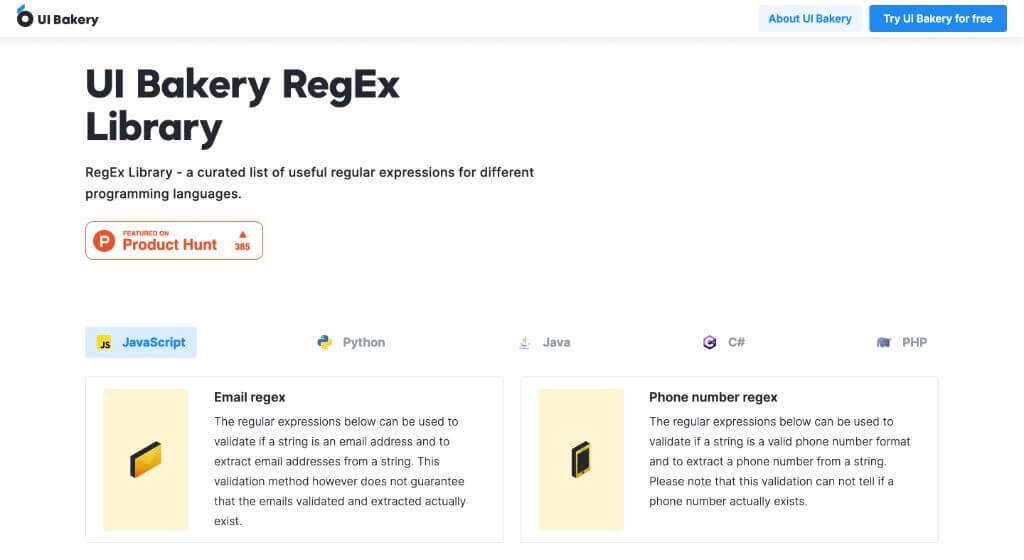 UI Bakery
About UI Bakery
Try UI Bakery for free
UI Bakery RegEx
Library
RegEx Library - a curated list of useful regular expressions for different
programming languages.
P
FEATURED ON
Product Hunt
385
JS
JavaScript
Python
Java
C#
PHP
Email regex
The regular expressions below can be used to
validate if a string is an email address and to
extract email addresses from a string. This
validation method however does not guarantee
that the emails validated and extracted actually
exist.
Phone number regex
The regular expressions below can be used to
validate if a string is a valid phone number format
and to extract a phone number from a string.
Please note that this validation can not tell if a
phone number actually exists.